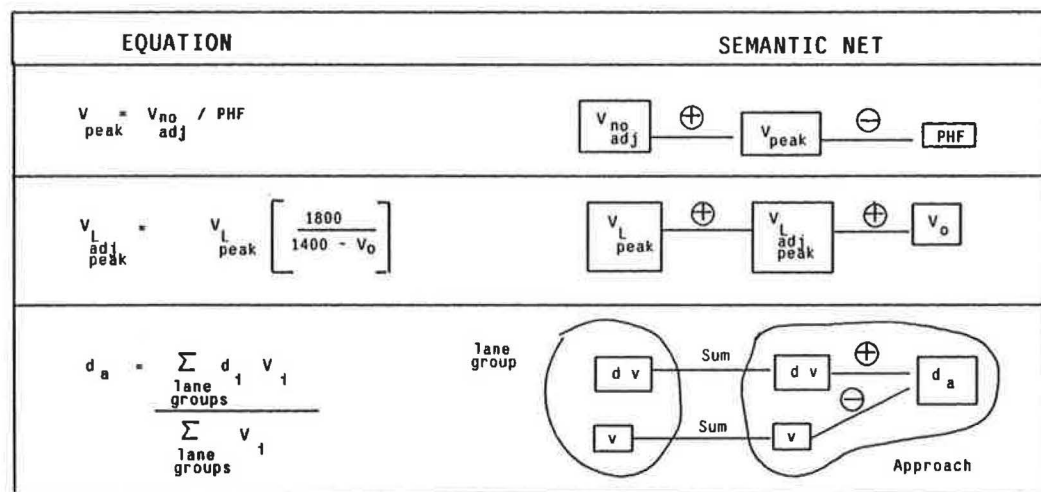 EQUATION
SEMANTIC NET
V peak = V no adj / PHF
V no adj ⊕ V peak ⊖ PHF
V L adj peak = V L peak [ 1800 / 1400 - V o ]
V L peak ⊕ V L adj peak ⊕ V o
d a = Σ lane groups d i V i
Σ lane groups V i
lane group
d v Sum d v ⊕ d a
⊖
v Sum v
Approach